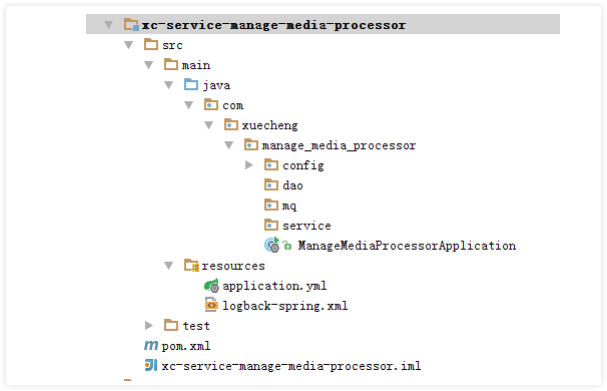 xc-service-manage-media-processor
src
main
java
com
xuecheng
manage_media_processor
config
dao
mq
service
ManageMediaProcessorApplication
resources
application.yml
logback-spring.xml
test
pom.xml
xc-service-manage-media-processor.iml